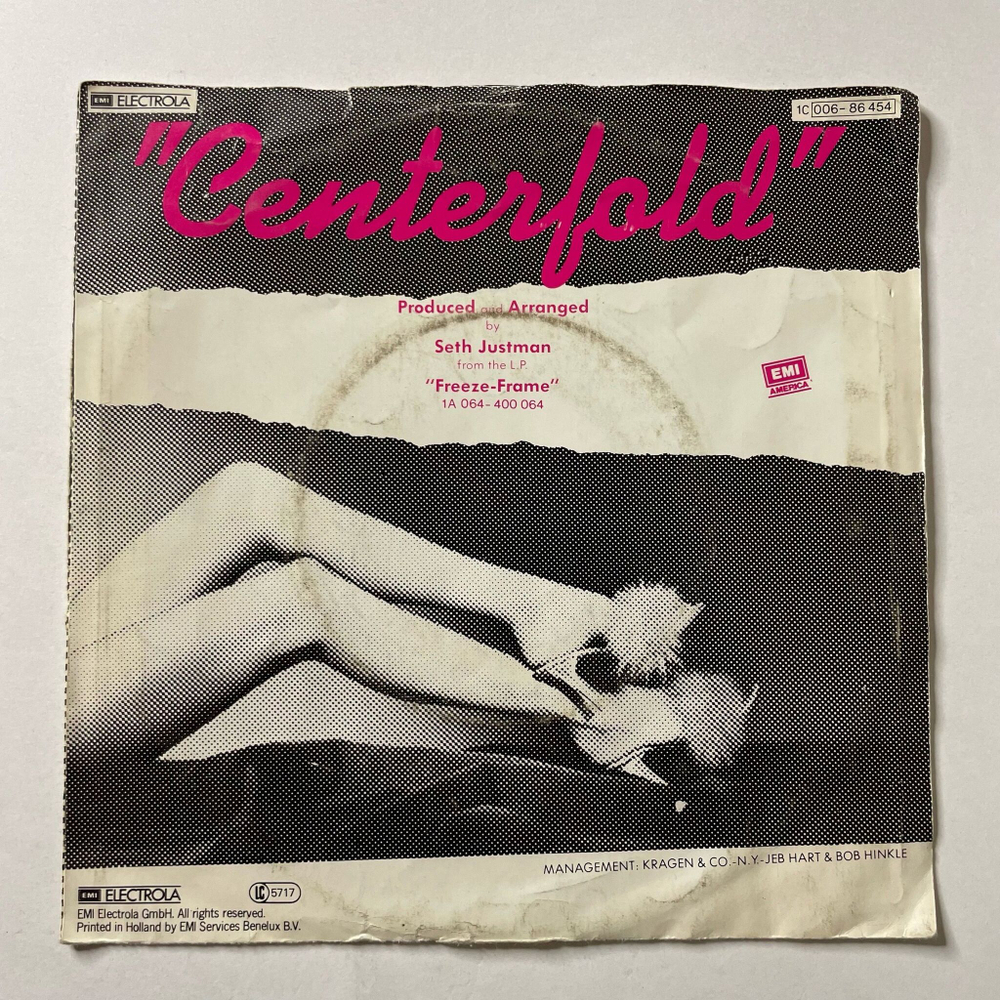 EMI ELECTROLA
1C 006-86 454
"Centerfold"
Produced and Arranged
by
Seth Justman
from the L.P.
"Freeze-Frame"
1A 064-400 064
EMI
AMERICA
MANAGEMENT: KRAGEN & CO.-N.Y.-JEB HART & BOB HINKLE
EMI ELECTROLA
LC 5717
EMI Electrola GmbH. All rights reserved.
Printed in Holland by EMI Services Benelux B.V.